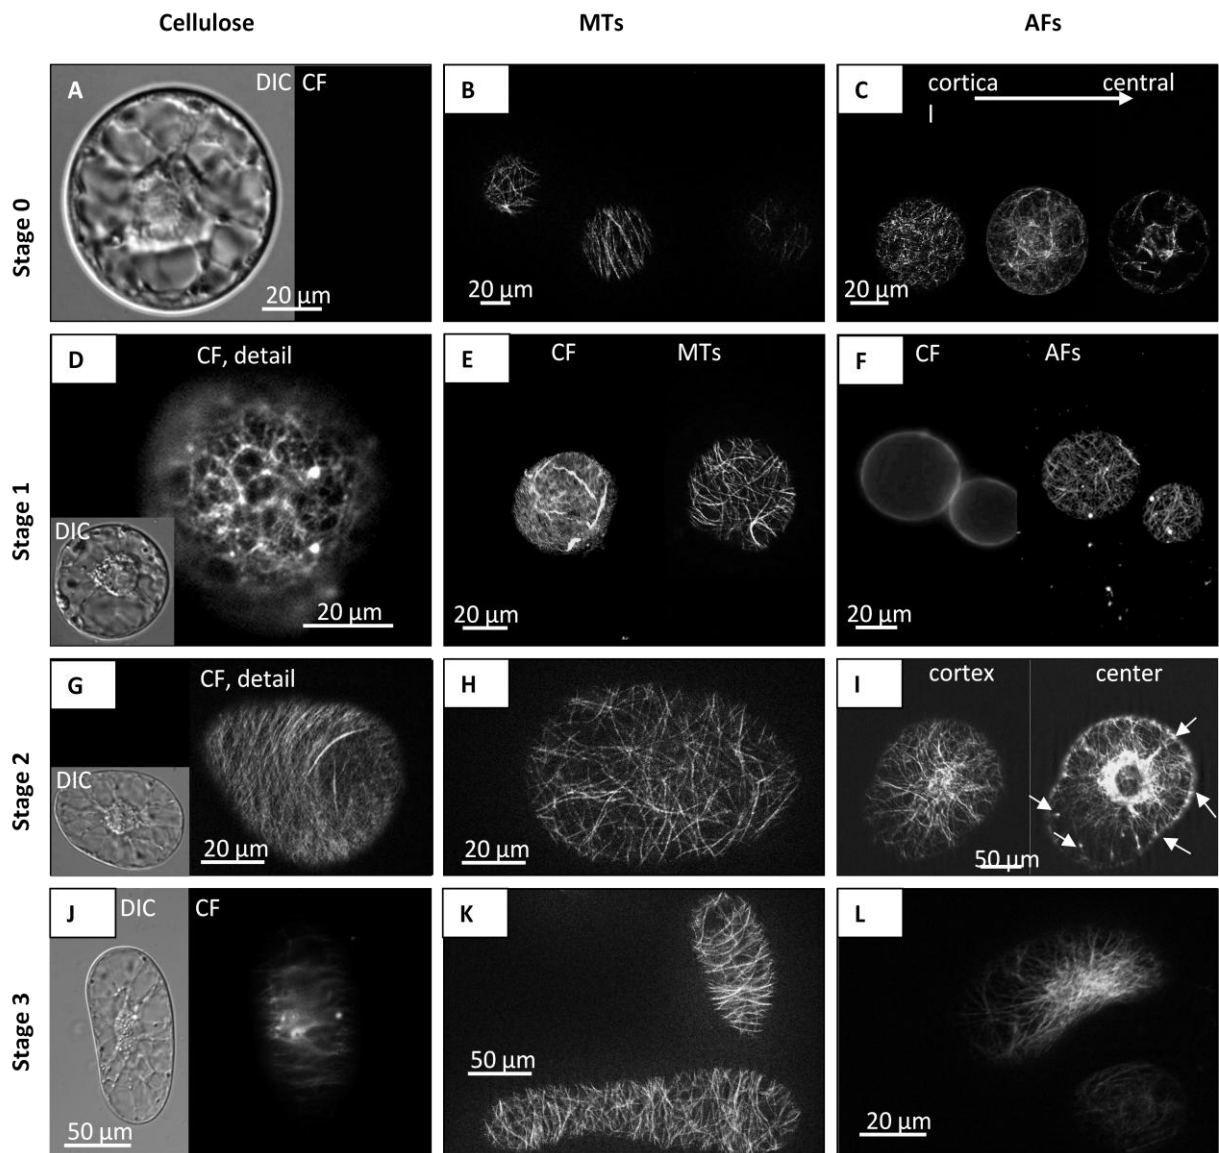 Cellulose MTs AFs
Stage 0
A DIC CF
20 µm
B
20 µm
C cortica central
l
20 µm
Stage 1
D CF, detail
DIC
20 µm
E CF MTs
20 µm
F CF AFs
20 µm
Stage 2
G CF, detail
DIC
20 µm
H
20 µm
I cortex center
50 µm
Stage 3
J DIC CF
50 µm
K
50 µm
L
20 µm